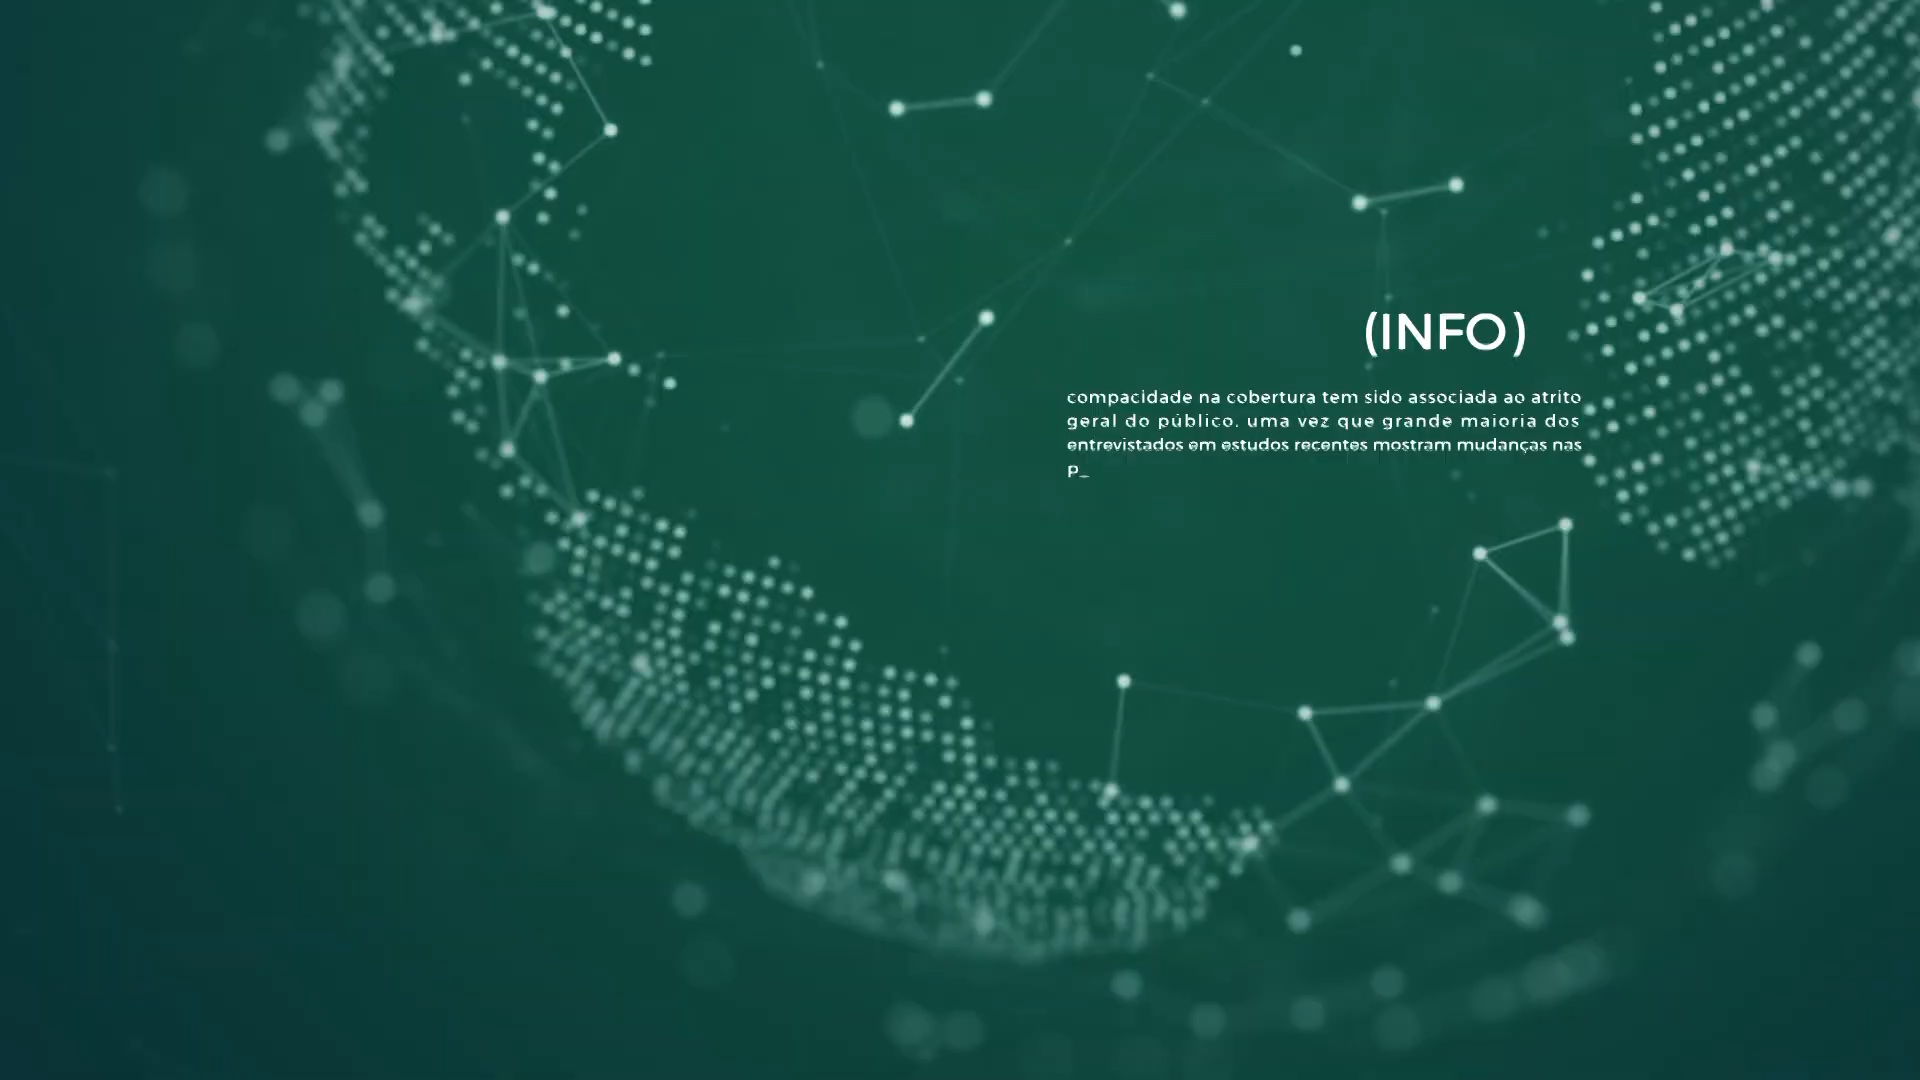 (INFO)
compacidade na cobertura tem sido associada ao atrito
geral do público. uma vez que grande maioria dos
entrevistados em estudos recentes mostram mudanças nas
P_